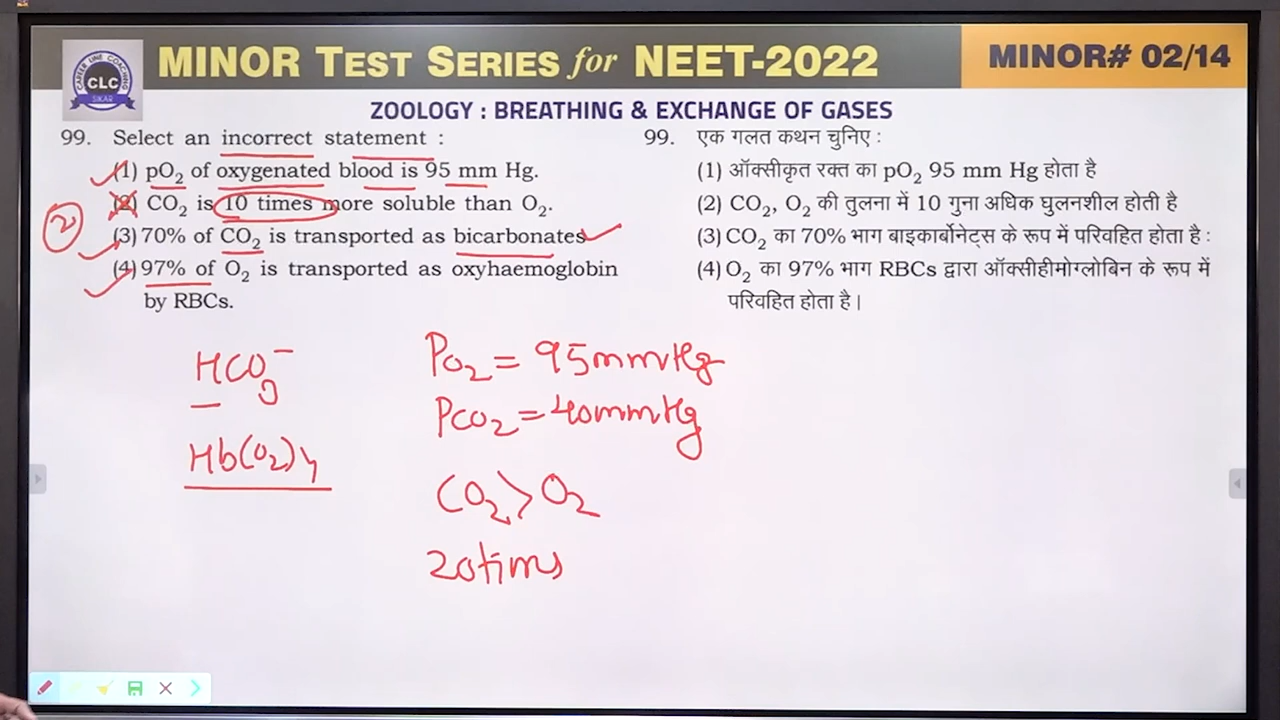 CAREER LINE COACHING
CLC
SIKAR
MINOR TEST SERIES for NEET-2022
MINOR# 02/14
ZOOLOGY : BREATHING & EXCHANGE OF GASES
99. Select an incorrect statement :
(1) pO₂ of oxygenated blood is 95 mm Hg.
(2) CO₂ is 10 times more soluble than O₂.
(3) 70% of CO₂ is transported as bicarbonates
(4) 97% of O₂ is transported as oxyhaemoglobin
by RBCs.
2
99. एक गलत कथन चुनिए :
(1) ऑक्सीकृत रक्त का pO₂ 95 mm Hg होता है
(2) CO₂, O₂ की तुलना में 10 गुना अधिक घुलनशील होती है
(3) CO₂ का 70% भाग बाइकार्बोनेट्स के रूप में परिवहित होता है :
(4) O₂ का 97% भाग RBCs द्वारा ऑक्सीहीमोग्लोबिन के रूप में
परिवहित होता है।
HCO₃⁻
Hb(O₂)₄
PO₂ = 95mmHg
PCO₂ = 40mmHg
CO₂ > O₂
20tims